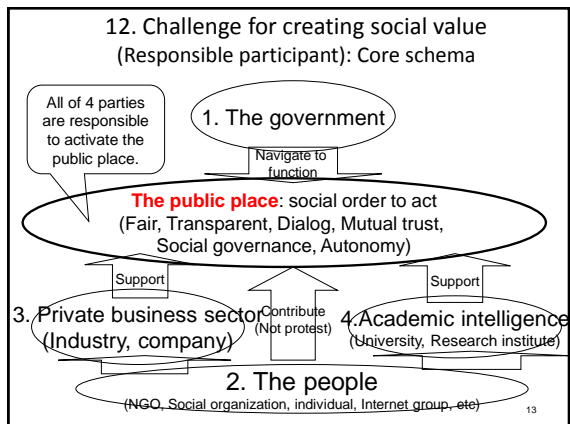 12. Challenge for creating social value
(Responsible participant): Core schema
All of 4 parties
are responsible
to activate the
public place.
1. The government
Navigate to
function
The public place: social order to act
(Fair, Transparent, Dialog, Mutual trust,
Social governance, Autonomy)
Support
Contribute
(Not protest)
Support
3. Private business sector
(Industry, company)
4.Academic intelligence
(University, Research institute)
2. The people
(NGO, Social organization, individual, Internet group, etc)
13